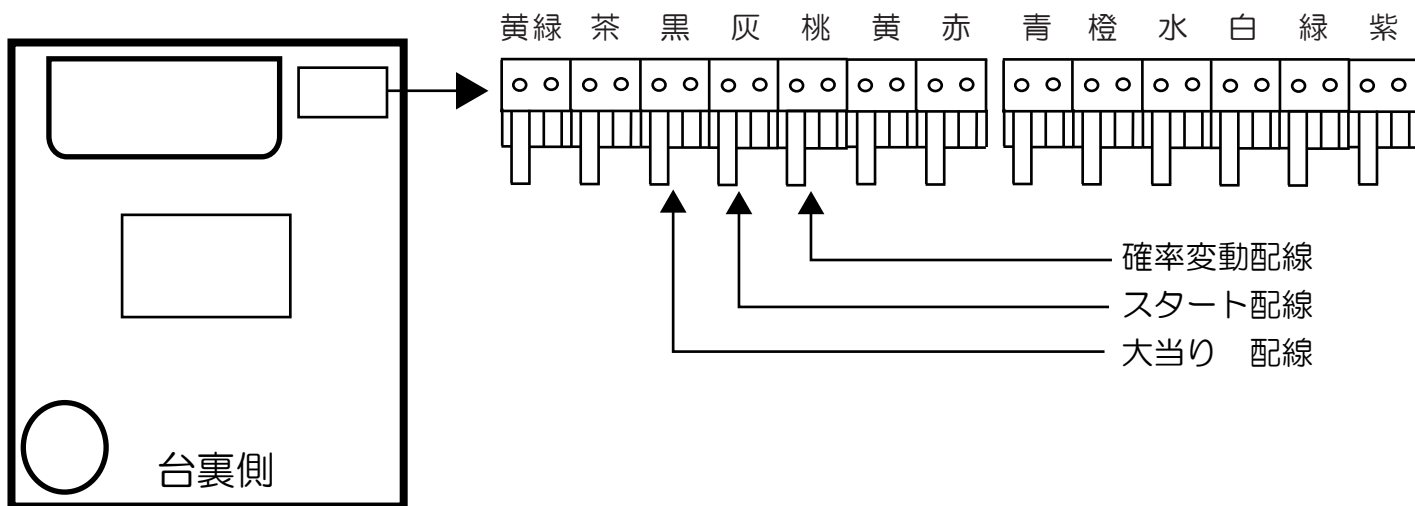 黄緑 茶 黒 灰 桃 黄 赤 青 橙 水 白 緑 紫
確率変動配線
スタート配線
大当り　配線
台裏側